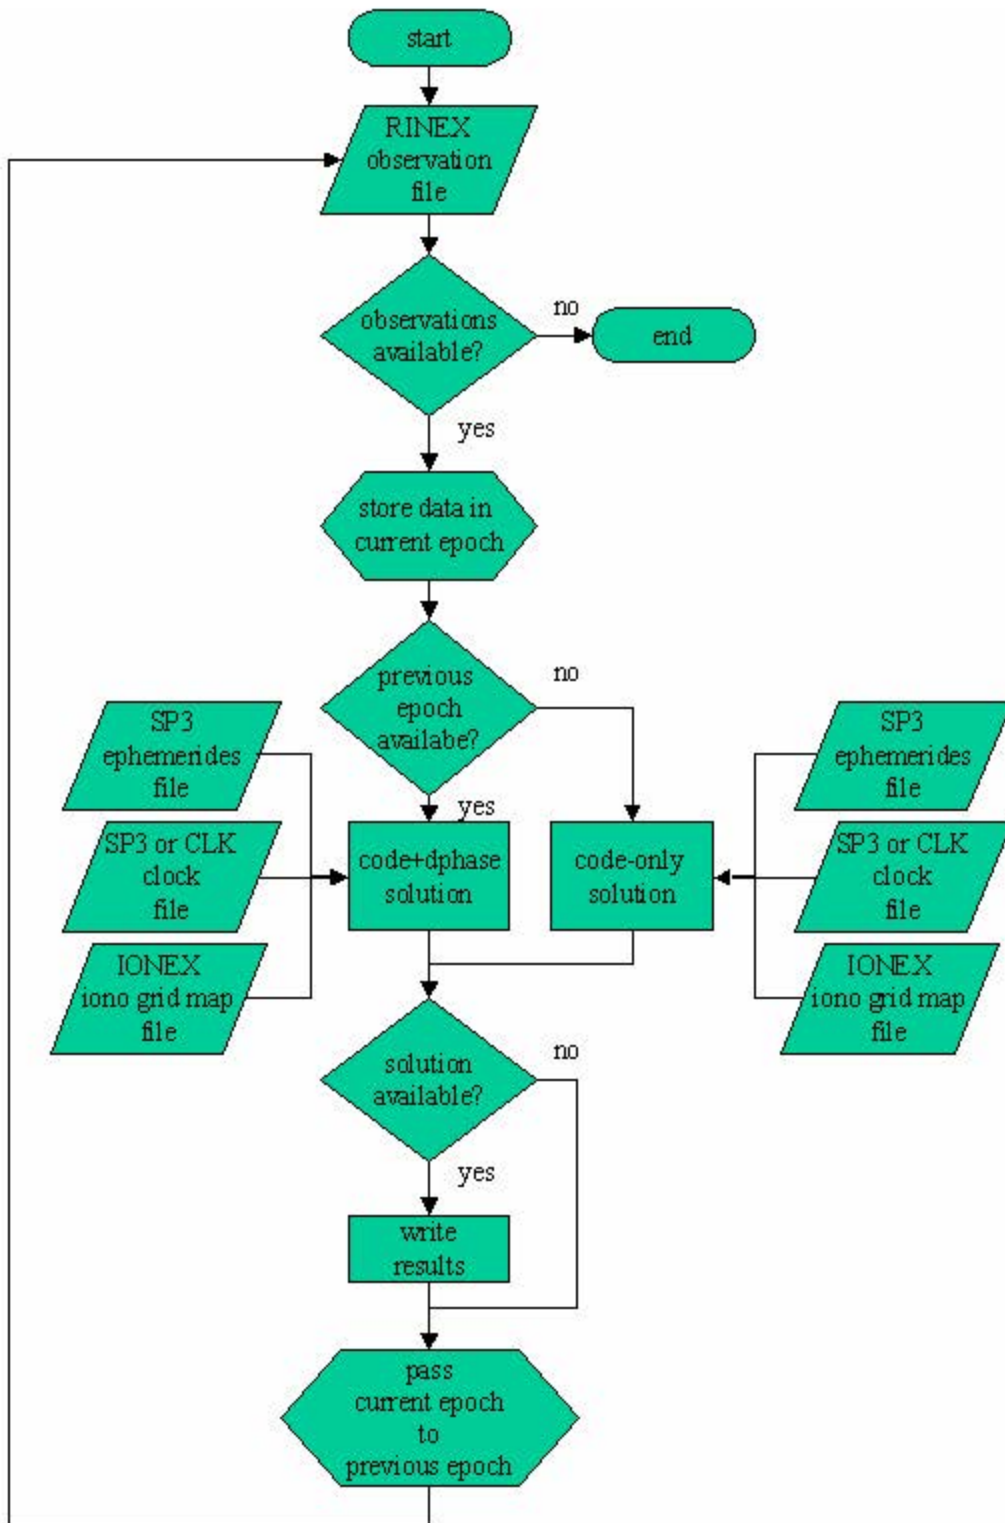 start
RINEX
observation
file
observations
available?
no
end
yes
store data in
current epoch
previous
epoch
availabe?
no
yes
SP3
ephemerides
file
SP3 or CLK
clock
file
IONEX
iono grid map
file
code+dphase
solution
code-only
solution
SP3
ephemerides
file
SP3 or CLK
clock
file
IONEX
iono grid map
file
solution
available?
no
yes
write
results
pass
current epoch
to
previous epoch